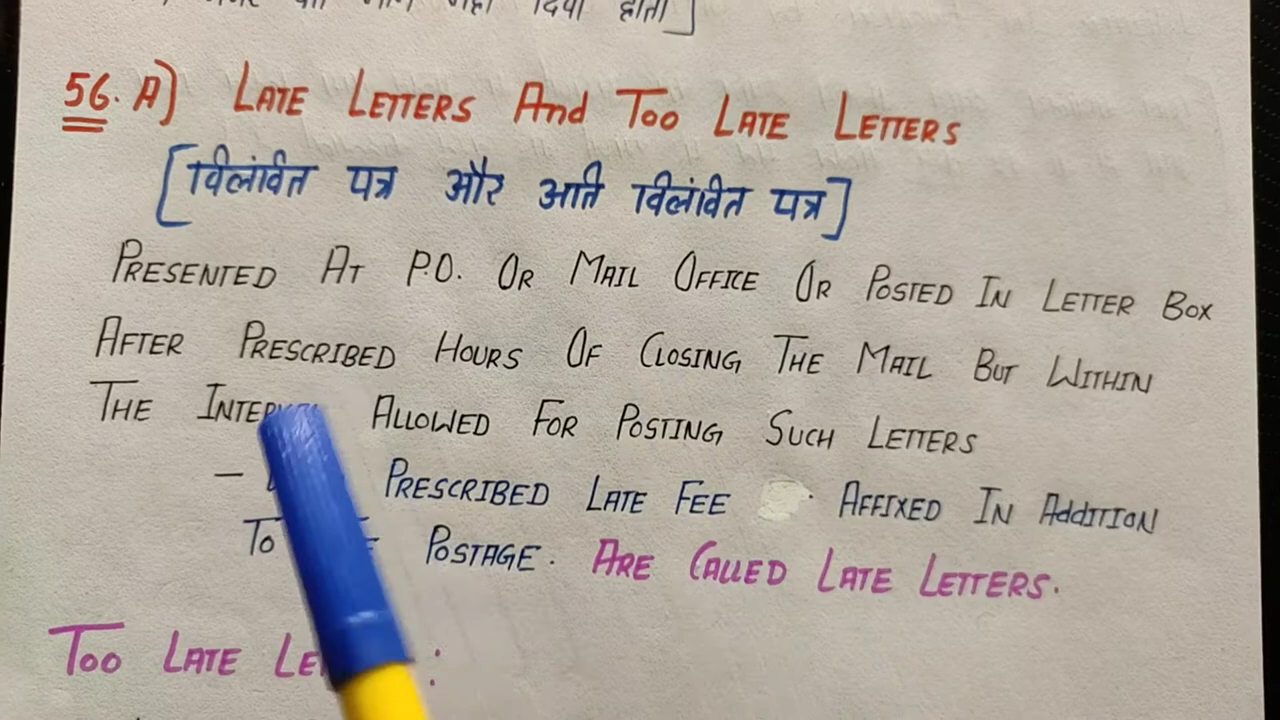 दिया होता]
56. A) LATE LETTERS And TOO LATE LETTERS
[विलंवित पत्र और अति विलंवित पत्र]
PRESENTED AT P.O. OR MAIL OFFICE OR POSTED IN LETTER BOX
AFTER PRESCRIBED HOURS OF CLOSING THE MAIL BUT WITHIN
THE ALLOWED FOR POSTING SUCH LETTERS
- PRESCRIBED LATE FEE AFFIXED IN ADDITION
TO POSTAGE. ARE CALLED LATE LETTERS.
TOO LATE :